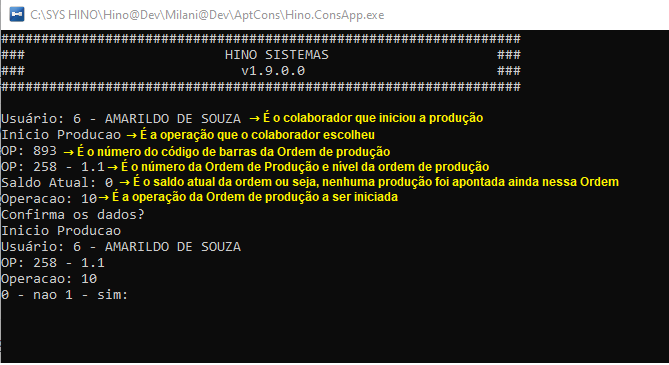 C:\SYS HINO\Hino@Dev\Milani@Dev\AptCons\Hino.ConsApp.exe
#################################################################
### HINO SISTEMAS ###
### v1.9.0.0 ###
#################################################################
Usuário: 6 - AMARILDO DE SOUZA → É o colaborador que iniciou a produção
Inicio Producao → É a operação que o colaborador escolheu
OP: 893 → É o número do código de barras da Ordem de produção
OP: 258 - 1.1 → É o número da Ordem de Produção e nível da ordem de produção
Saldo Atual: 0 → É o saldo atual da ordem ou seja, nenhuma produção foi apontada ainda nessa Ordem
Operacao: 10 → É a operação da Ordem de produção a ser iniciada
Confirma os dados?
Inicio Producao
Usuário: 6 - AMARILDO DE SOUZA
OP: 258 - 1.1
Operacao: 10
0 - nao 1 - sim: